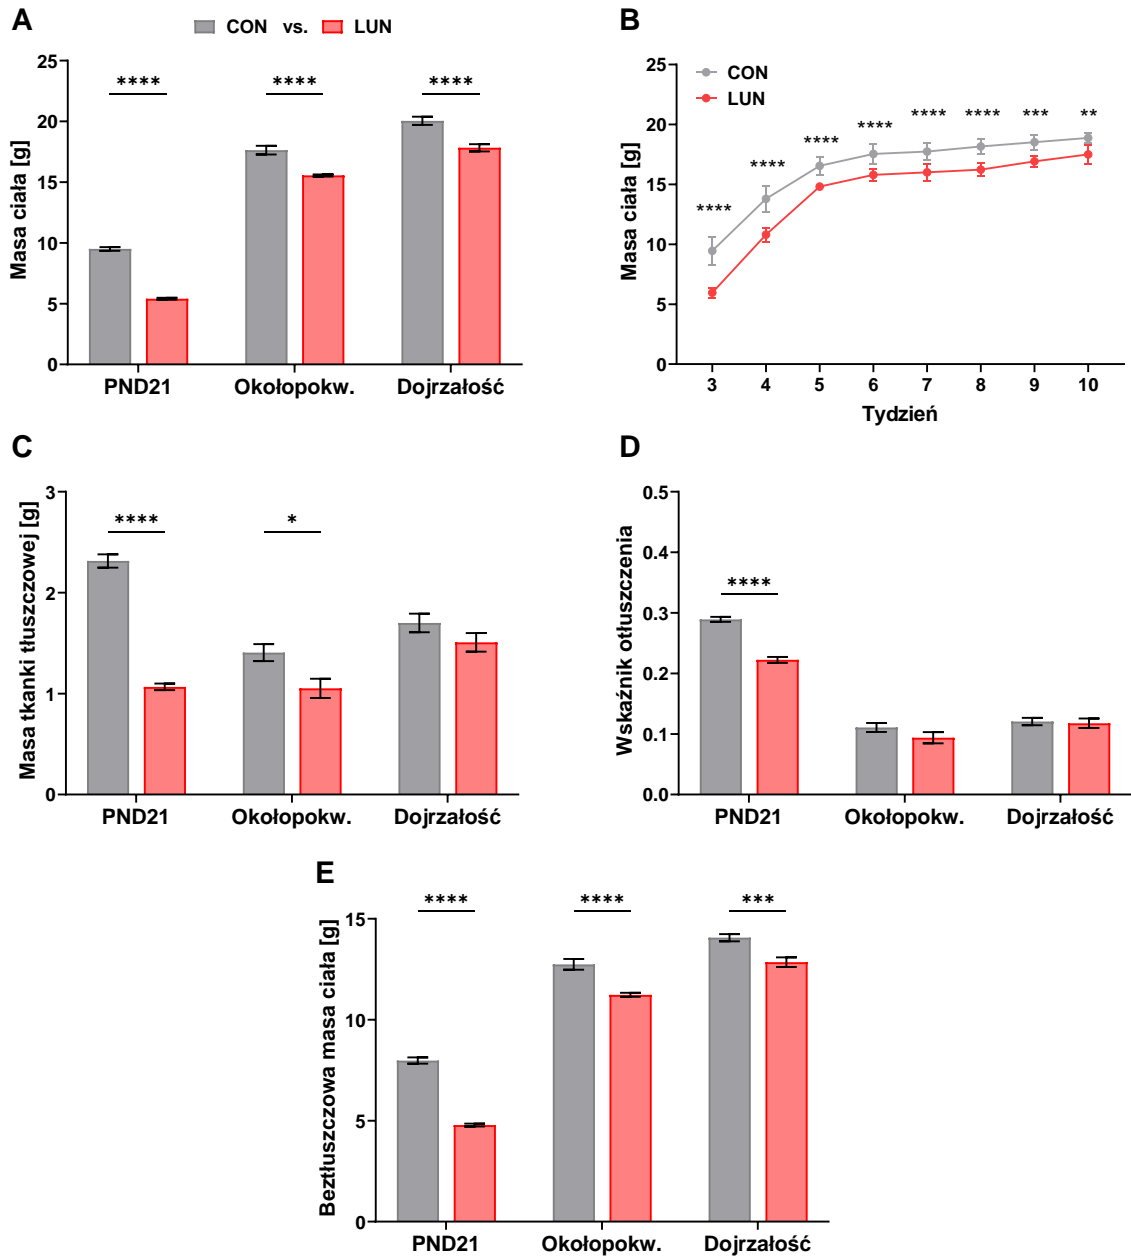 A
CON vs. LUN
Masa ciała [g]
25
20
15
10
5
0
****
****
****
PND21 Okołopokw. Dojrzałość
B
CON
LUN
Masa ciała [g]
25
20
15
10
5
0
****
****
****
****
****
****
***
**
3 4 5 6 7 8 9 10
Tydzień
C
Masa tkanki tłuszczowej [g]
3
2
1
0
****
*
PND21 Okołopokw. Dojrzałość
D
Wskaźnik otłuszczenia
0.5
0.4
0.3
0.2
0.1
0.0
****
PND21 Okołopokw. Dojrzałość
E
Beztłuszczowa masa ciała [g]
15
10
5
0
****
****
***
PND21 Okołopokw. Dojrzałość